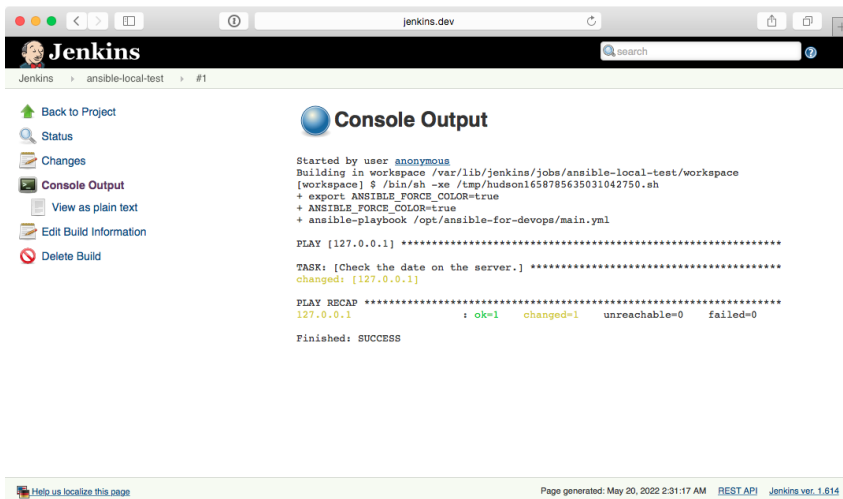 jenkins.dev
Jenkins
search
Jenkins ansible-local-test #1
Back to Project
Status
Changes
Console Output
View as plain text
Edit Build Information
Delete Build
Console Output
Started by user anonymous
Building in workspace /var/lib/jenkins/jobs/ansible-local-test/workspace
[workspace] $ /bin/sh -xe /tmp/hudson1658785635031042750.sh
+ export ANSIBLE_FORCE_COLOR=true
+ ANSIBLE_FORCE_COLOR=true
+ ansible-playbook /opt/ansible-for-devops/main.yml
PLAY [127.0.0.1] **************************************************************
TASK: [Check the date on the server.] *****************************************
changed: [127.0.0.1]
PLAY RECAP ********************************************************************
127.0.0.1 : ok=1 changed=1 unreachable=0 failed=0
Finished: SUCCESS
Help us localize this page
Page generated: May 20, 2022 2:31:17 AM REST API Jenkins ver. 1.614